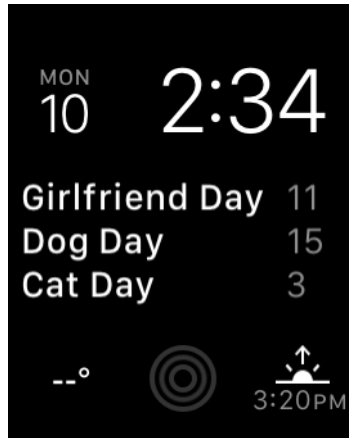 MON
10
2:34
Girlfriend Day 11
Dog Day 15
Cat Day 3
--°
3:20PM